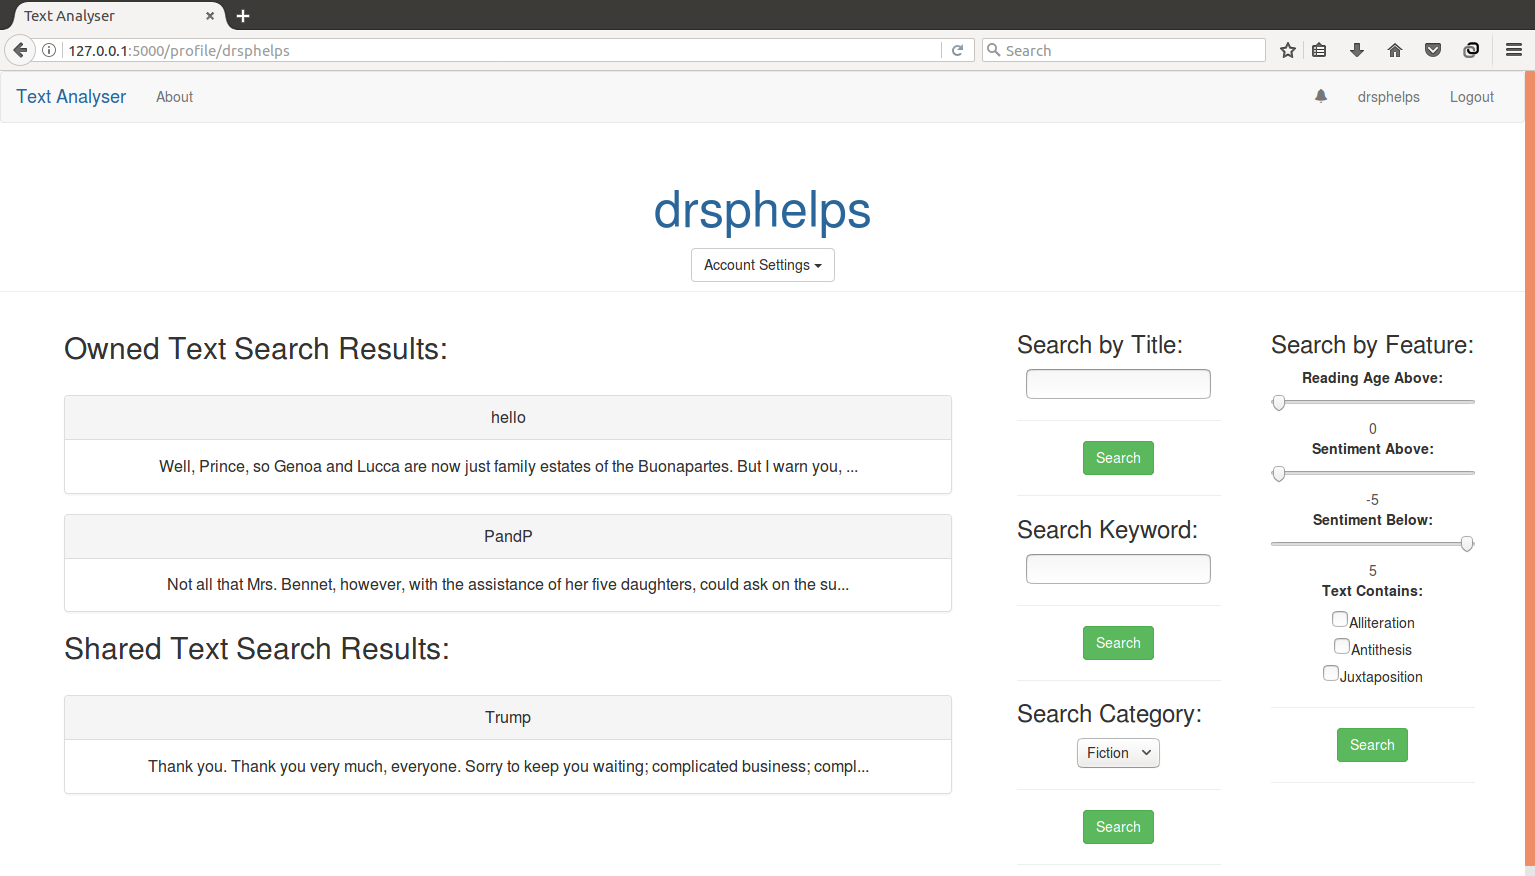 Text Analyser
127.0.0.1:5000/profile/drsphelps
Search
Text Analyser
About
drsphelps
Logout
drsphelps
Account Settings
Owned Text Search Results:
hello
Well, Prince, so Genoa and Lucca are now just family estates of the Buonapartes. But I warn you, ...
PandP
Not all that Mrs. Bennet, however, with the assistance of her five daughters, could ask on the su...
Shared Text Search Results:
Trump
Thank you. Thank you very much, everyone. Sorry to keep you waiting; complicated business; compl...
Search by Title:
Search
Search Keyword:
Search
Search Category:
Fiction
Search
Search by Feature:
Reading Age Above:
0
Sentiment Above:
-5
Sentiment Below:
5
Text Contains:
Alliteration
Antithesis
Juxtaposition
Search